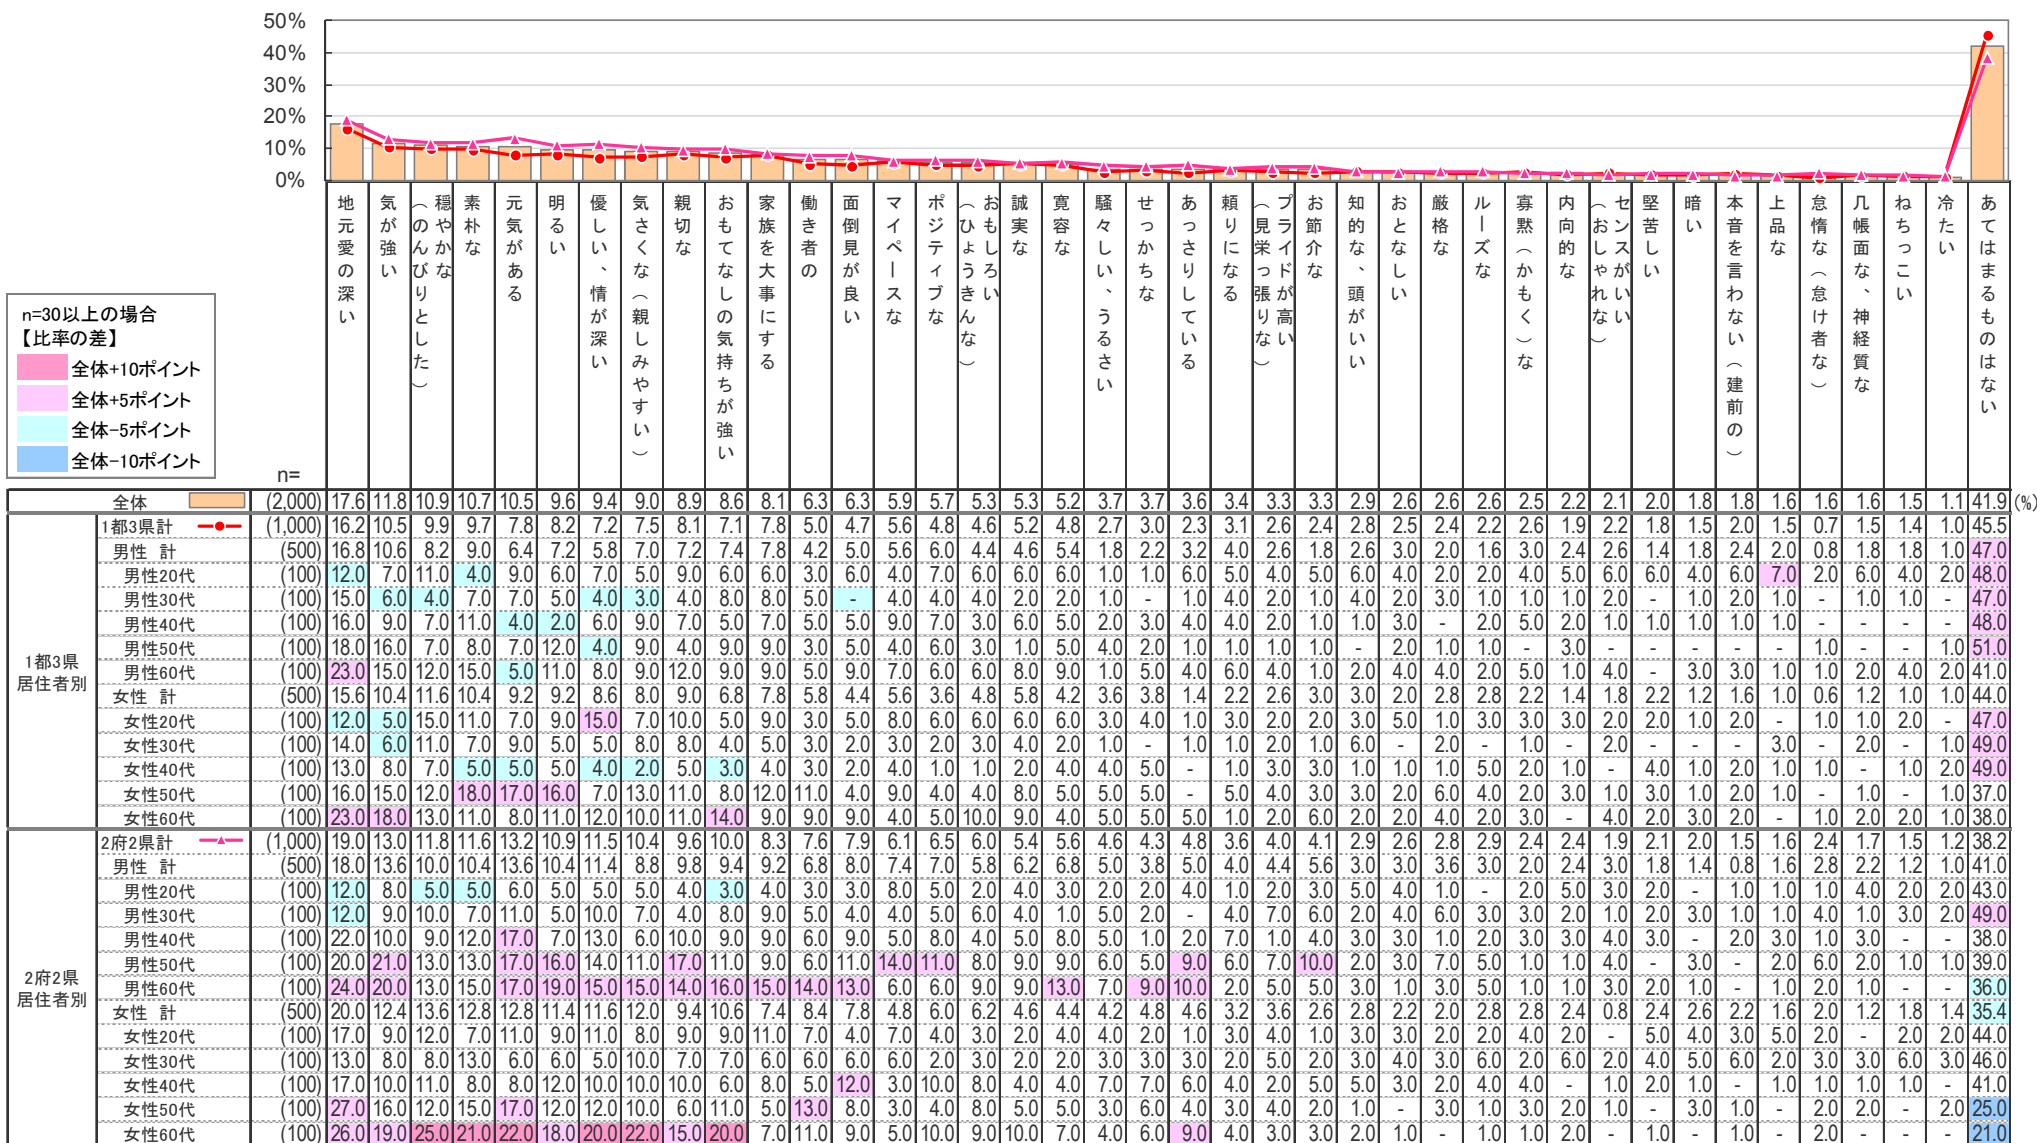 50%
40%
30%
20%
10%
0%
地元愛の深い
気が強い
穏やかな
（のんびりとした）
素朴な
元気がある
明るい
優しい、情が深い
気さくな（親しみやすい）
親切な
おもてなしの気持ちが強い
家族を大事にする
働き者の
面倒見が良い
マイペースな
ポジティブな
おもしろい
（ひょうきんな）
誠実な
寛容な
騒々しい、うるさい
せっかちな
あっさりしている
頼りになる
プライドが高い
（見栄っ張りな）
お節介な
知的な、頭がいい
おとなしい
厳格な
ルーズな
寡黙（かもく）な
内向的な
センスがいい
（おしゃれな）
堅苦しい
暗い
本音を言わない（建前の）
上品な
怠惰な（怠け者な）
几帳面な、神経質な
ねちっこい
冷たい
あてはまるものはない
n=30以上の場合
【比率の差】
全体+10ポイント
全体+5ポイント
全体-5ポイント
全体-10ポイント
n=
全体 (2,000) 17.6 11.8 10.9 10.7 10.5 9.6 9.4 9.0 8.9 8.6 8.1 6.3 6.3 5.9 5.7 5.3 5.3 5.2 3.7 3.7 3.6 3.4 3.3 3.3 2.9 2.6 2.6 2.6 2.5 2.2 2.1 2.0 1.8 1.8 1.6 1.6 1.6 1.5 1.1 41.9 (%)
1都3県
居住者別
1都3県計 (1,000) 16.2 10.5 9.9 9.7 7.8 8.2 7.2 7.5 8.1 7.1 7.8 5.0 4.7 5.6 4.8 4.6 5.2 4.8 2.7 3.0 2.3 3.1 2.6 2.4 2.8 2.5 2.4 2.2 2.6 1.9 2.2 1.8 1.5 2.0 1.5 0.7 1.5 1.4 1.0 45.5
男性 計 (500) 16.8 10.6 8.2 9.0 6.4 7.2 5.8 7.0 7.2 7.4 7.8 4.2 5.0 5.6 6.0 4.4 4.6 5.4 1.8 2.2 3.2 4.0 2.6 1.8 2.6 3.0 2.0 1.6 3.0 2.4 2.6 1.4 1.8 2.4 2.0 0.8 1.8 1.8 1.0 47.0
男性20代 (100) 12.0 7.0 11.0 4.0 9.0 6.0 7.0 5.0 9.0 6.0 6.0 3.0 6.0 4.0 7.0 6.0 6.0 6.0 1.0 1.0 6.0 5.0 4.0 5.0 6.0 4.0 2.0 2.0 4.0 5.0 6.0 6.0 4.0 6.0 7.0 2.0 6.0 4.0 2.0 48.0
男性30代 (100) 15.0 6.0 4.0 7.0 7.0 5.0 4.0 3.0 4.0 8.0 8.0 5.0 - 4.0 4.0 4.0 2.0 2.0 1.0 - 1.0 4.0 2.0 1.0 4.0 2.0 3.0 1.0 1.0 1.0 2.0 - 1.0 2.0 1.0 - 1.0 1.0 - 47.0
男性40代 (100) 16.0 9.0 7.0 11.0 4.0 2.0 6.0 9.0 7.0 5.0 7.0 5.0 5.0 9.0 7.0 3.0 6.0 5.0 2.0 3.0 4.0 4.0 2.0 1.0 1.0 3.0 - 2.0 5.0 2.0 1.0 1.0 1.0 1.0 1.0 - - - - 48.0
男性50代 (100) 18.0 16.0 7.0 8.0 7.0 12.0 4.0 9.0 4.0 9.0 9.0 3.0 5.0 4.0 6.0 3.0 1.0 5.0 4.0 2.0 1.0 1.0 1.0 1.0 - 2.0 1.0 1.0 - 3.0 - - - - - 1.0 - - 1.0 51.0
男性60代 (100) 23.0 15.0 12.0 15.0 5.0 11.0 8.0 9.0 12.0 9.0 9.0 5.0 9.0 7.0 6.0 6.0 8.0 9.0 1.0 5.0 4.0 6.0 4.0 1.0 2.0 4.0 4.0 2.0 5.0 1.0 4.0 - 3.0 3.0 1.0 1.0 2.0 4.0 2.0 41.0
女性 計 (500) 15.6 10.4 11.6 10.4 9.2 9.2 8.6 8.0 9.0 6.8 7.8 5.8 4.4 5.6 3.6 4.8 5.8 4.2 3.6 3.8 1.4 2.2 2.6 3.0 3.0 2.0 2.8 2.8 2.2 1.4 1.8 2.2 1.2 1.6 1.0 0.6 1.2 1.0 1.0 44.0
女性20代 (100) 12.0 5.0 15.0 11.0 7.0 9.0 15.0 7.0 10.0 5.0 9.0 3.0 5.0 8.0 6.0 6.0 6.0 6.0 3.0 4.0 1.0 3.0 2.0 2.0 3.0 5.0 1.0 3.0 3.0 3.0 2.0 2.0 1.0 2.0 - 1.0 1.0 2.0 - 47.0
女性30代 (100) 14.0 6.0 11.0 7.0 9.0 5.0 5.0 8.0 8.0 4.0 5.0 3.0 2.0 3.0 2.0 3.0 4.0 2.0 1.0 - 1.0 1.0 2.0 1.0 6.0 - 2.0 - 1.0 - 2.0 - - - 3.0 - 2.0 - 1.0 49.0
女性40代 (100) 13.0 8.0 7.0 5.0 5.0 5.0 4.0 2.0 5.0 3.0 4.0 3.0 2.0 4.0 1.0 1.0 2.0 4.0 4.0 5.0 - 1.0 3.0 3.0 1.0 1.0 1.0 5.0 2.0 1.0 - 4.0 1.0 2.0 1.0 1.0 - 1.0 2.0 49.0
女性50代 (100) 16.0 15.0 12.0 18.0 17.0 16.0 7.0 13.0 11.0 8.0 12.0 11.0 4.0 9.0 4.0 4.0 8.0 5.0 5.0 5.0 - 5.0 4.0 3.0 3.0 2.0 6.0 4.0 2.0 3.0 1.0 3.0 1.0 2.0 1.0 - 1.0 - 1.0 37.0
女性60代 (100) 23.0 18.0 13.0 11.0 8.0 11.0 12.0 10.0 11.0 14.0 9.0 9.0 9.0 4.0 5.0 10.0 9.0 4.0 5.0 5.0 5.0 1.0 2.0 6.0 2.0 2.0 4.0 2.0 3.0 - 4.0 2.0 3.0 2.0 - 1.0 2.0 2.0 1.0 38.0
2府2県
居住者別
2府2県計 (1,000) 19.0 13.0 11.8 11.6 13.2 10.9 11.5 10.4 9.6 10.0 8.3 7.6 7.9 6.1 6.5 6.0 5.4 5.6 4.6 4.3 4.8 3.6 4.0 4.1 2.9 2.6 2.8 2.9 2.4 2.4 1.9 2.1 2.0 1.5 1.6 2.4 1.7 1.5 1.2 38.2
男性 計 (500) 18.0 13.6 10.0 10.4 13.6 10.4 11.4 8.8 9.8 9.4 9.2 6.8 8.0 7.4 7.0 5.8 6.2 6.8 5.0 3.8 5.0 4.0 4.4 5.6 3.0 3.0 3.6 3.0 2.0 2.4 3.0 1.8 1.4 0.8 1.6 2.8 2.2 1.2 1.0 41.0
男性20代 (100) 12.0 8.0 5.0 5.0 6.0 5.0 5.0 5.0 4.0 3.0 4.0 3.0 3.0 8.0 5.0 2.0 4.0 3.0 2.0 2.0 4.0 1.0 2.0 3.0 5.0 4.0 1.0 - 2.0 5.0 3.0 2.0 - 1.0 1.0 1.0 4.0 2.0 2.0 43.0
男性30代 (100) 12.0 9.0 10.0 7.0 11.0 5.0 10.0 7.0 4.0 8.0 9.0 5.0 4.0 4.0 5.0 6.0 4.0 1.0 5.0 2.0 - 4.0 7.0 6.0 2.0 4.0 6.0 3.0 3.0 2.0 1.0 2.0 3.0 1.0 1.0 4.0 1.0 3.0 2.0 49.0
男性40代 (100) 22.0 10.0 9.0 12.0 17.0 7.0 13.0 6.0 10.0 9.0 9.0 6.0 9.0 5.0 8.0 4.0 5.0 8.0 5.0 1.0 2.0 7.0 1.0 4.0 3.0 3.0 1.0 2.0 3.0 3.0 4.0 3.0 - 2.0 3.0 1.0 3.0 - - 38.0
男性50代 (100) 20.0 21.0 13.0 13.0 17.0 16.0 14.0 11.0 17.0 11.0 9.0 6.0 11.0 14.0 11.0 8.0 9.0 9.0 6.0 5.0 9.0 6.0 7.0 10.0 2.0 3.0 7.0 5.0 1.0 1.0 4.0 - 3.0 - 2.0 6.0 2.0 1.0 1.0 39.0
男性60代 (100) 24.0 20.0 13.0 15.0 17.0 19.0 15.0 15.0 14.0 16.0 15.0 14.0 13.0 6.0 6.0 9.0 9.0 13.0 7.0 9.0 10.0 2.0 5.0 5.0 3.0 1.0 3.0 5.0 1.0 1.0 3.0 2.0 1.0 - 1.0 2.0 1.0 - - 36.0
女性 計 (500) 20.0 12.4 13.6 12.8 12.8 11.4 11.6 12.0 9.4 10.6 7.4 8.4 7.8 4.8 6.0 6.2 4.6 4.4 4.2 4.8 4.6 3.2 3.6 2.6 2.8 2.2 2.0 2.8 2.8 2.4 0.8 2.4 2.6 2.2 1.6 2.0 1.2 1.8 1.4 35.4
女性20代 (100) 17.0 9.0 12.0 7.0 11.0 9.0 11.0 8.0 9.0 9.0 11.0 7.0 4.0 7.0 4.0 3.0 2.0 4.0 4.0 2.0 1.0 3.0 4.0 1.0 3.0 3.0 2.0 2.0 4.0 2.0 - 5.0 4.0 3.0 5.0 2.0 - 2.0 2.0 44.0
女性30代 (100) 13.0 8.0 8.0 13.0 6.0 6.0 5.0 10.0 7.0 7.0 6.0 6.0 6.0 6.0 2.0 3.0 2.0 2.0 3.0 3.0 3.0 2.0 5.0 2.0 3.0 4.0 3.0 6.0 2.0 6.0 2.0 4.0 5.0 6.0 2.0 3.0 3.0 6.0 3.0 46.0
女性40代 (100) 17.0 10.0 11.0 8.0 8.0 12.0 10.0 10.0 10.0 6.0 8.0 5.0 12.0 3.0 10.0 8.0 4.0 4.0 7.0 7.0 6.0 4.0 2.0 5.0 5.0 3.0 2.0 4.0 4.0 - 1.0 2.0 1.0 - 1.0 1.0 1.0 1.0 - 41.0
女性50代 (100) 27.0 16.0 12.0 15.0 17.0 12.0 12.0 10.0 6.0 11.0 5.0 13.0 8.0 3.0 4.0 8.0 5.0 5.0 3.0 6.0 4.0 3.0 4.0 2.0 1.0 - 3.0 1.0 3.0 2.0 1.0 - 3.0 1.0 - 2.0 2.0 - 2.0 25.0
女性60代 (100) 26.0 19.0 25.0 21.0 22.0 18.0 20.0 22.0 15.0 20.0 7.0 11.0 9.0 5.0 10.0 9.0 10.0 7.0 4.0 6.0 9.0 4.0 3.0 3.0 2.0 1.0 - 1.0 1.0 2.0 - 1.0 - 1.0 - 2.0 - - - 21.0